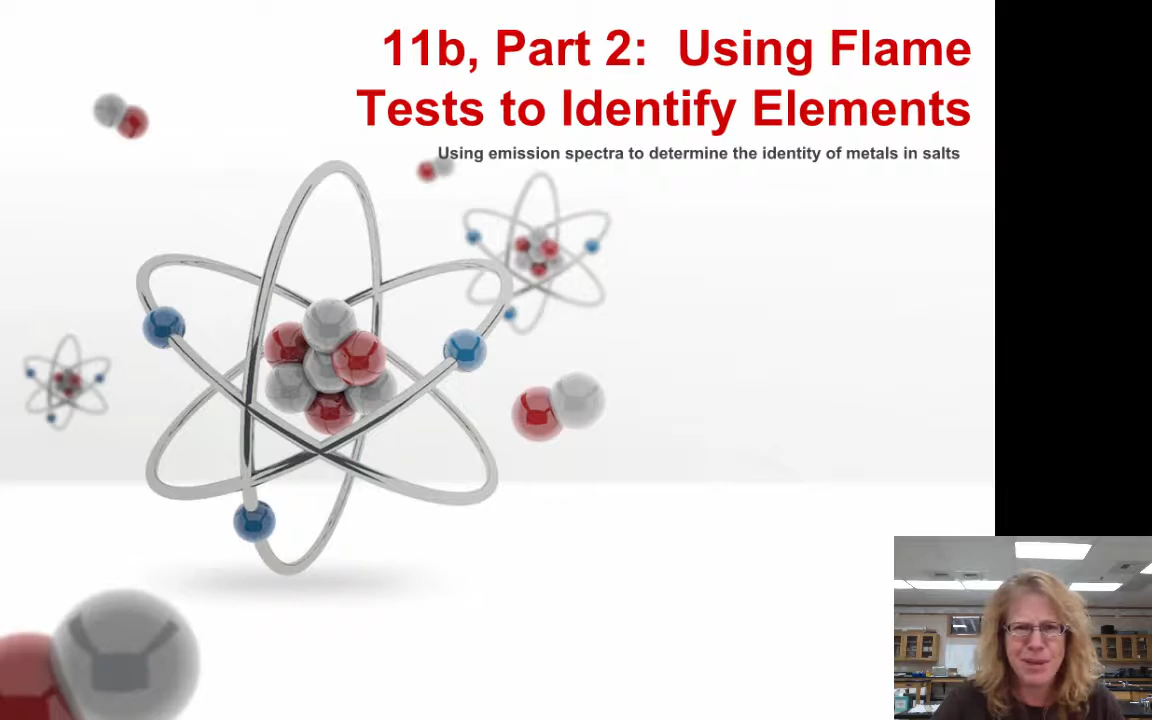 11b, Part 2: Using Flame
Tests to Identify Elements
Using emission spectra to determine the identity of metals in salts